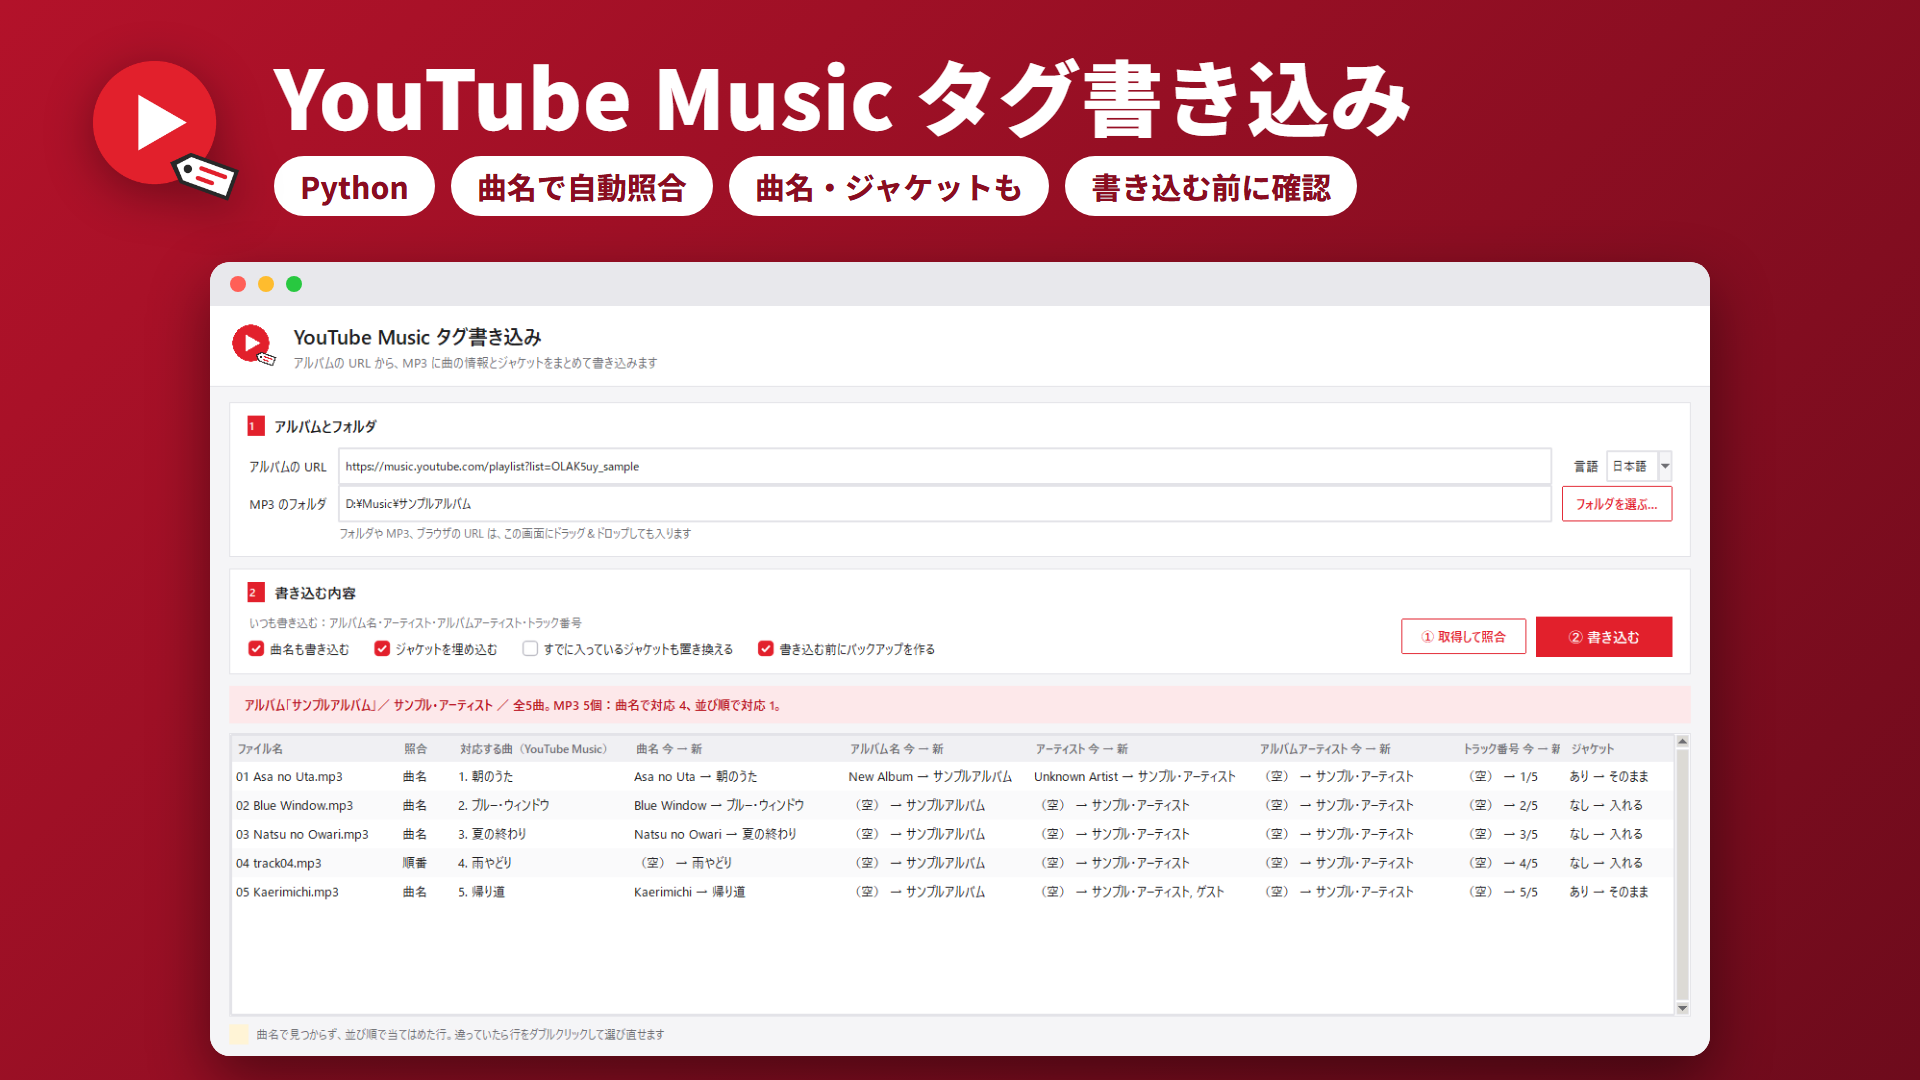 YouTube Music タグ書き込み
Python 曲名で自動照合 曲名・ジャケットも 書き込む前に確認
YouTube Music タグ書き込み
アルバムの URL から、MP3 に曲の情報とジャケットをまとめて書き込みます
1 アルバムとフォルダ
アルバムの URL https://music.youtube.com/playlist?list=OLAK5uy_sample 言語 日本語
MP3 のフォルダ D:¥Music¥サンプルアルバム フォルダを選ぶ...
フォルダや MP3、ブラウザの URL は、この画面にドラッグ＆ドロップしても入ります
2 書き込む内容
いつも書き込む：アルバム名・アーティスト・アルバムアーティスト・トラック番号
曲名も書き込む ジャケットを埋め込む すでに入っているジャケットも置き換える 書き込む前にバックアップを作る ① 取得して照合 ② 書き込む
アルバム「サンプルアルバム」／ サンプル・アーティスト ／ 全5曲。MP3 5個：曲名で対応 4、並び順で対応 1。
ファイル名 照合 対応する曲（YouTube Music） 曲名 今 → 新 アルバム名 今 → 新 アーティスト 今 → 新 アルバムアーティスト 今 → 新 トラック番号 今 → 新 ジャケット
01 Asa no Uta.mp3 曲名 1. 朝のうた Asa no Uta → 朝のうた New Album → サンプルアルバム Unknown Artist → サンプル・アーティスト （空） → サンプル・アーティスト （空） → 1/5 あり → そのまま
02 Blue Window.mp3 曲名 2. ブルー・ウィンドウ Blue Window → ブルー・ウィンドウ （空） → サンプルアルバム （空） → サンプル・アーティスト （空） → サンプル・アーティスト （空） → 2/5 なし → 入れる
03 Natsu no Owari.mp3 曲名 3. 夏の終わり Natsu no Owari → 夏の終わり （空） → サンプルアルバム （空） → サンプル・アーティスト （空） → サンプル・アーティスト （空） → 3/5 なし → 入れる
04 track04.mp3 順番 4. 雨やどり （空） → 雨やどり （空） → サンプルアルバム （空） → サンプル・アーティスト （空） → サンプル・アーティスト （空） → 4/5 なし → 入れる
05 Kaerimichi.mp3 曲名 5. 帰り道 Kaerimichi → 帰り道 （空） → サンプルアルバム （空） → サンプル・アーティスト, ゲスト （空） → サンプル・アーティスト （空） → 5/5 あり → そのまま
曲名で見つからず、並び順で当てはめた行。違っていたら行をダブルクリックして選び直せます